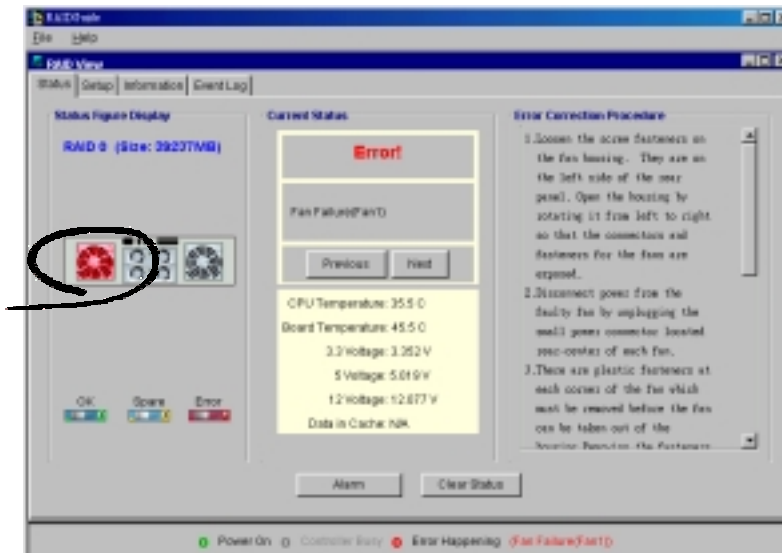 RAIDGuide
File Help
RAID View
Status Setup Information Event Log
Status Figure Display
RAID 0 (Size: 39237MB)
OK Spare Error
Current Status
Error!
Fan Failure(Fan1)
Previous Next
CPU Temperature: 35.5 C
Board Temperature: 45.5 C
3.3 Voltage: 3.352 V
5 Voltage: 5.019 V
12 Voltage: 12.077 V
Data in Cache: N/A
Error Correction Procedure
1.Loosen the screw fasteners on
the fan housing. They are on
the left side of the rear
panel. Open the housing by
rotating it from left to right
so that the connectors and
fasteners for the fans are
exposed.
2.Disconnect power from the
faulty fan by unplugging the
small power connector located
rear-center of each fan.
3.There are plastic fasteners at
each corner of the fan which
must be removed before the fan
can be taken out of the
housing Removing the fasteners
Alarm Clear Status
Power On Controller Busy Error Happening (Fan Failure(Fan1))